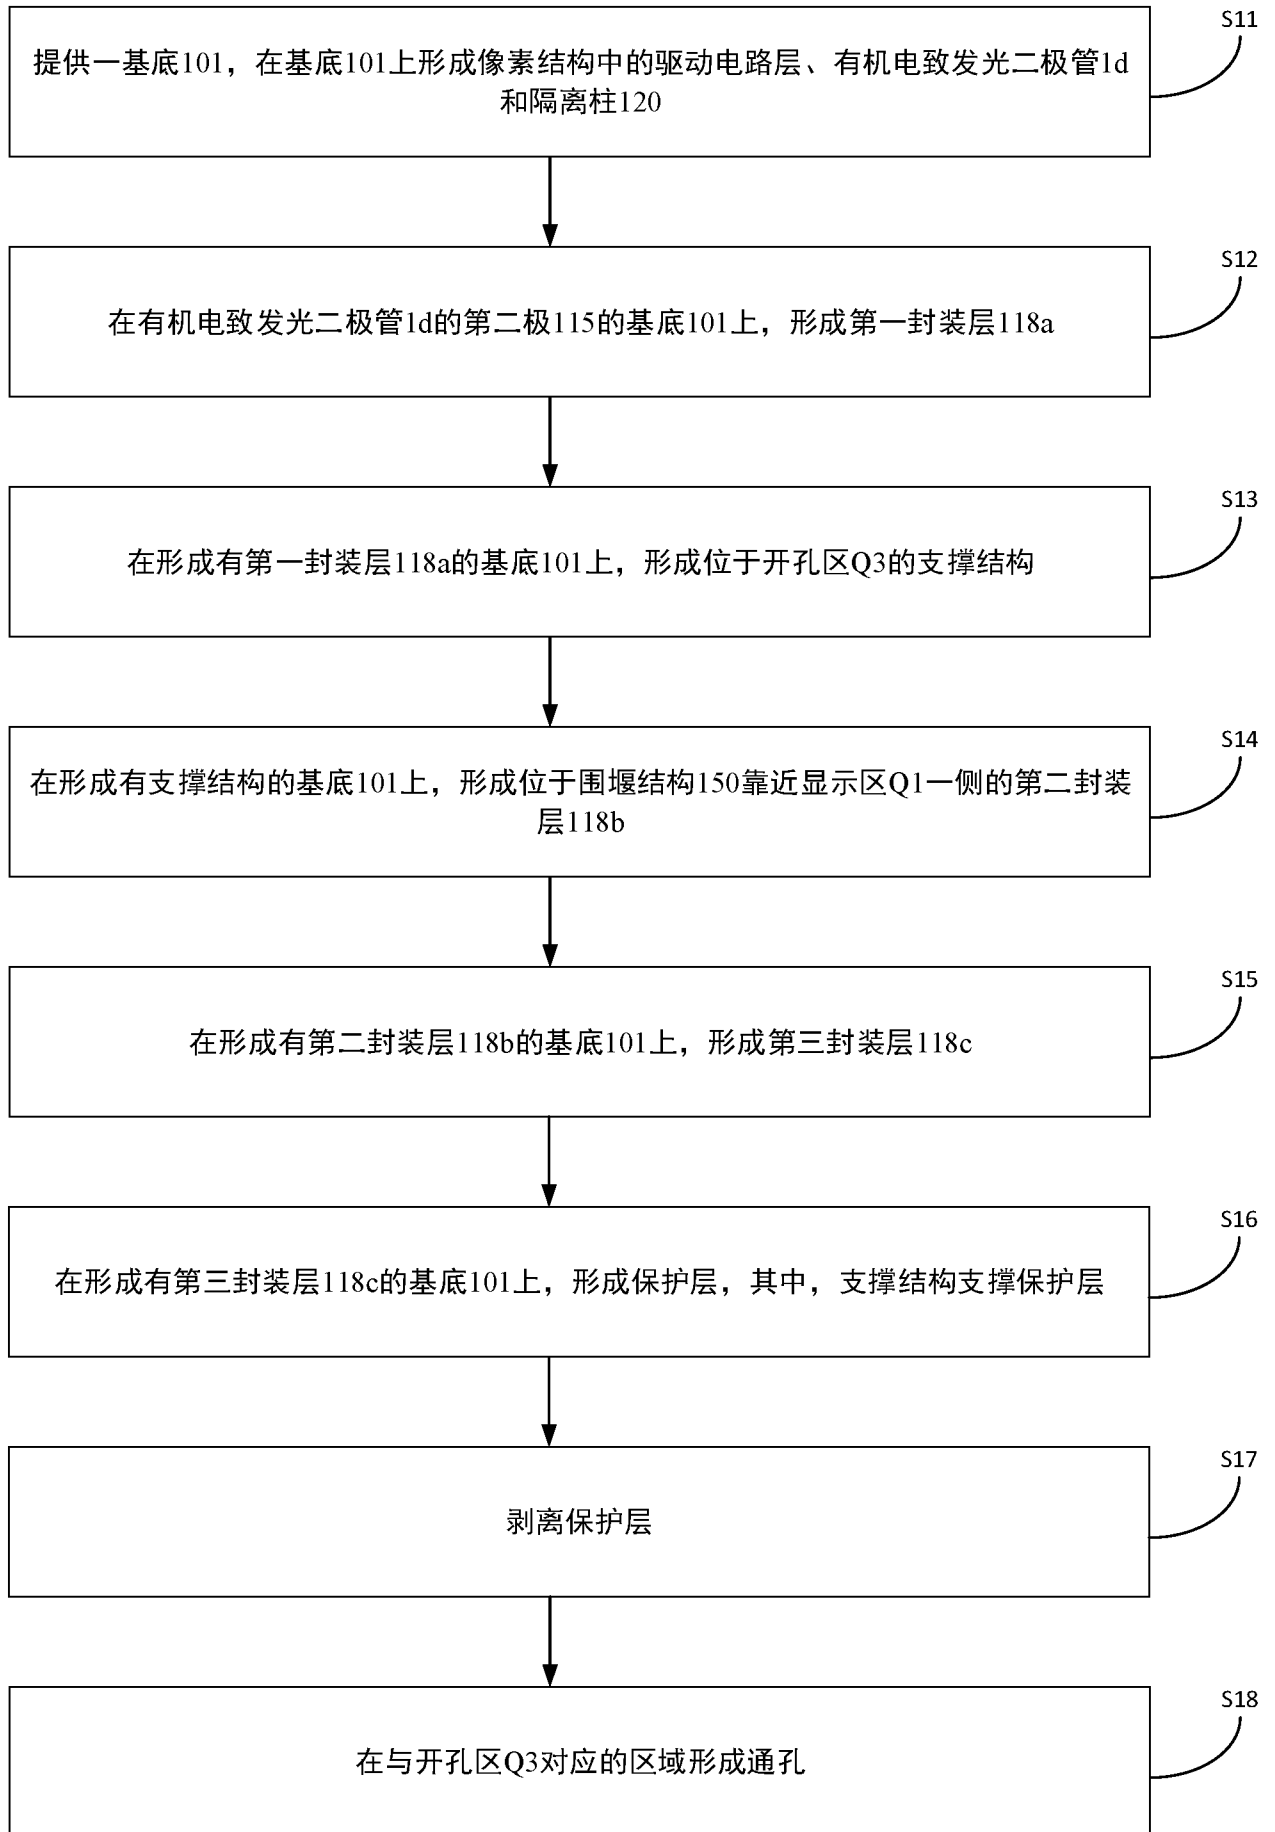 S11
提供一基底101，在基底101上形成像素结构中的驱动电路层、有机电致发光二极管1d
和隔离柱120
S12
在有机电致发光二极管1d的第二极115的基底101上，形成第一封装层118a
S13
在形成有第一封装层118a的基底101上，形成位于开孔区Q3的支撑结构
S14
在形成有支撑结构的基底101上，形成位于围堰结构150靠近显示区Q1一侧的第二封装
层118b
S15
在形成有第二封装层118b的基底101上，形成第三封装层118c
S16
在形成有第三封装层118c的基底101上，形成保护层，其中，支撑结构支撑保护层
S17
剥离保护层
S18
在与开孔区Q3对应的区域形成通孔